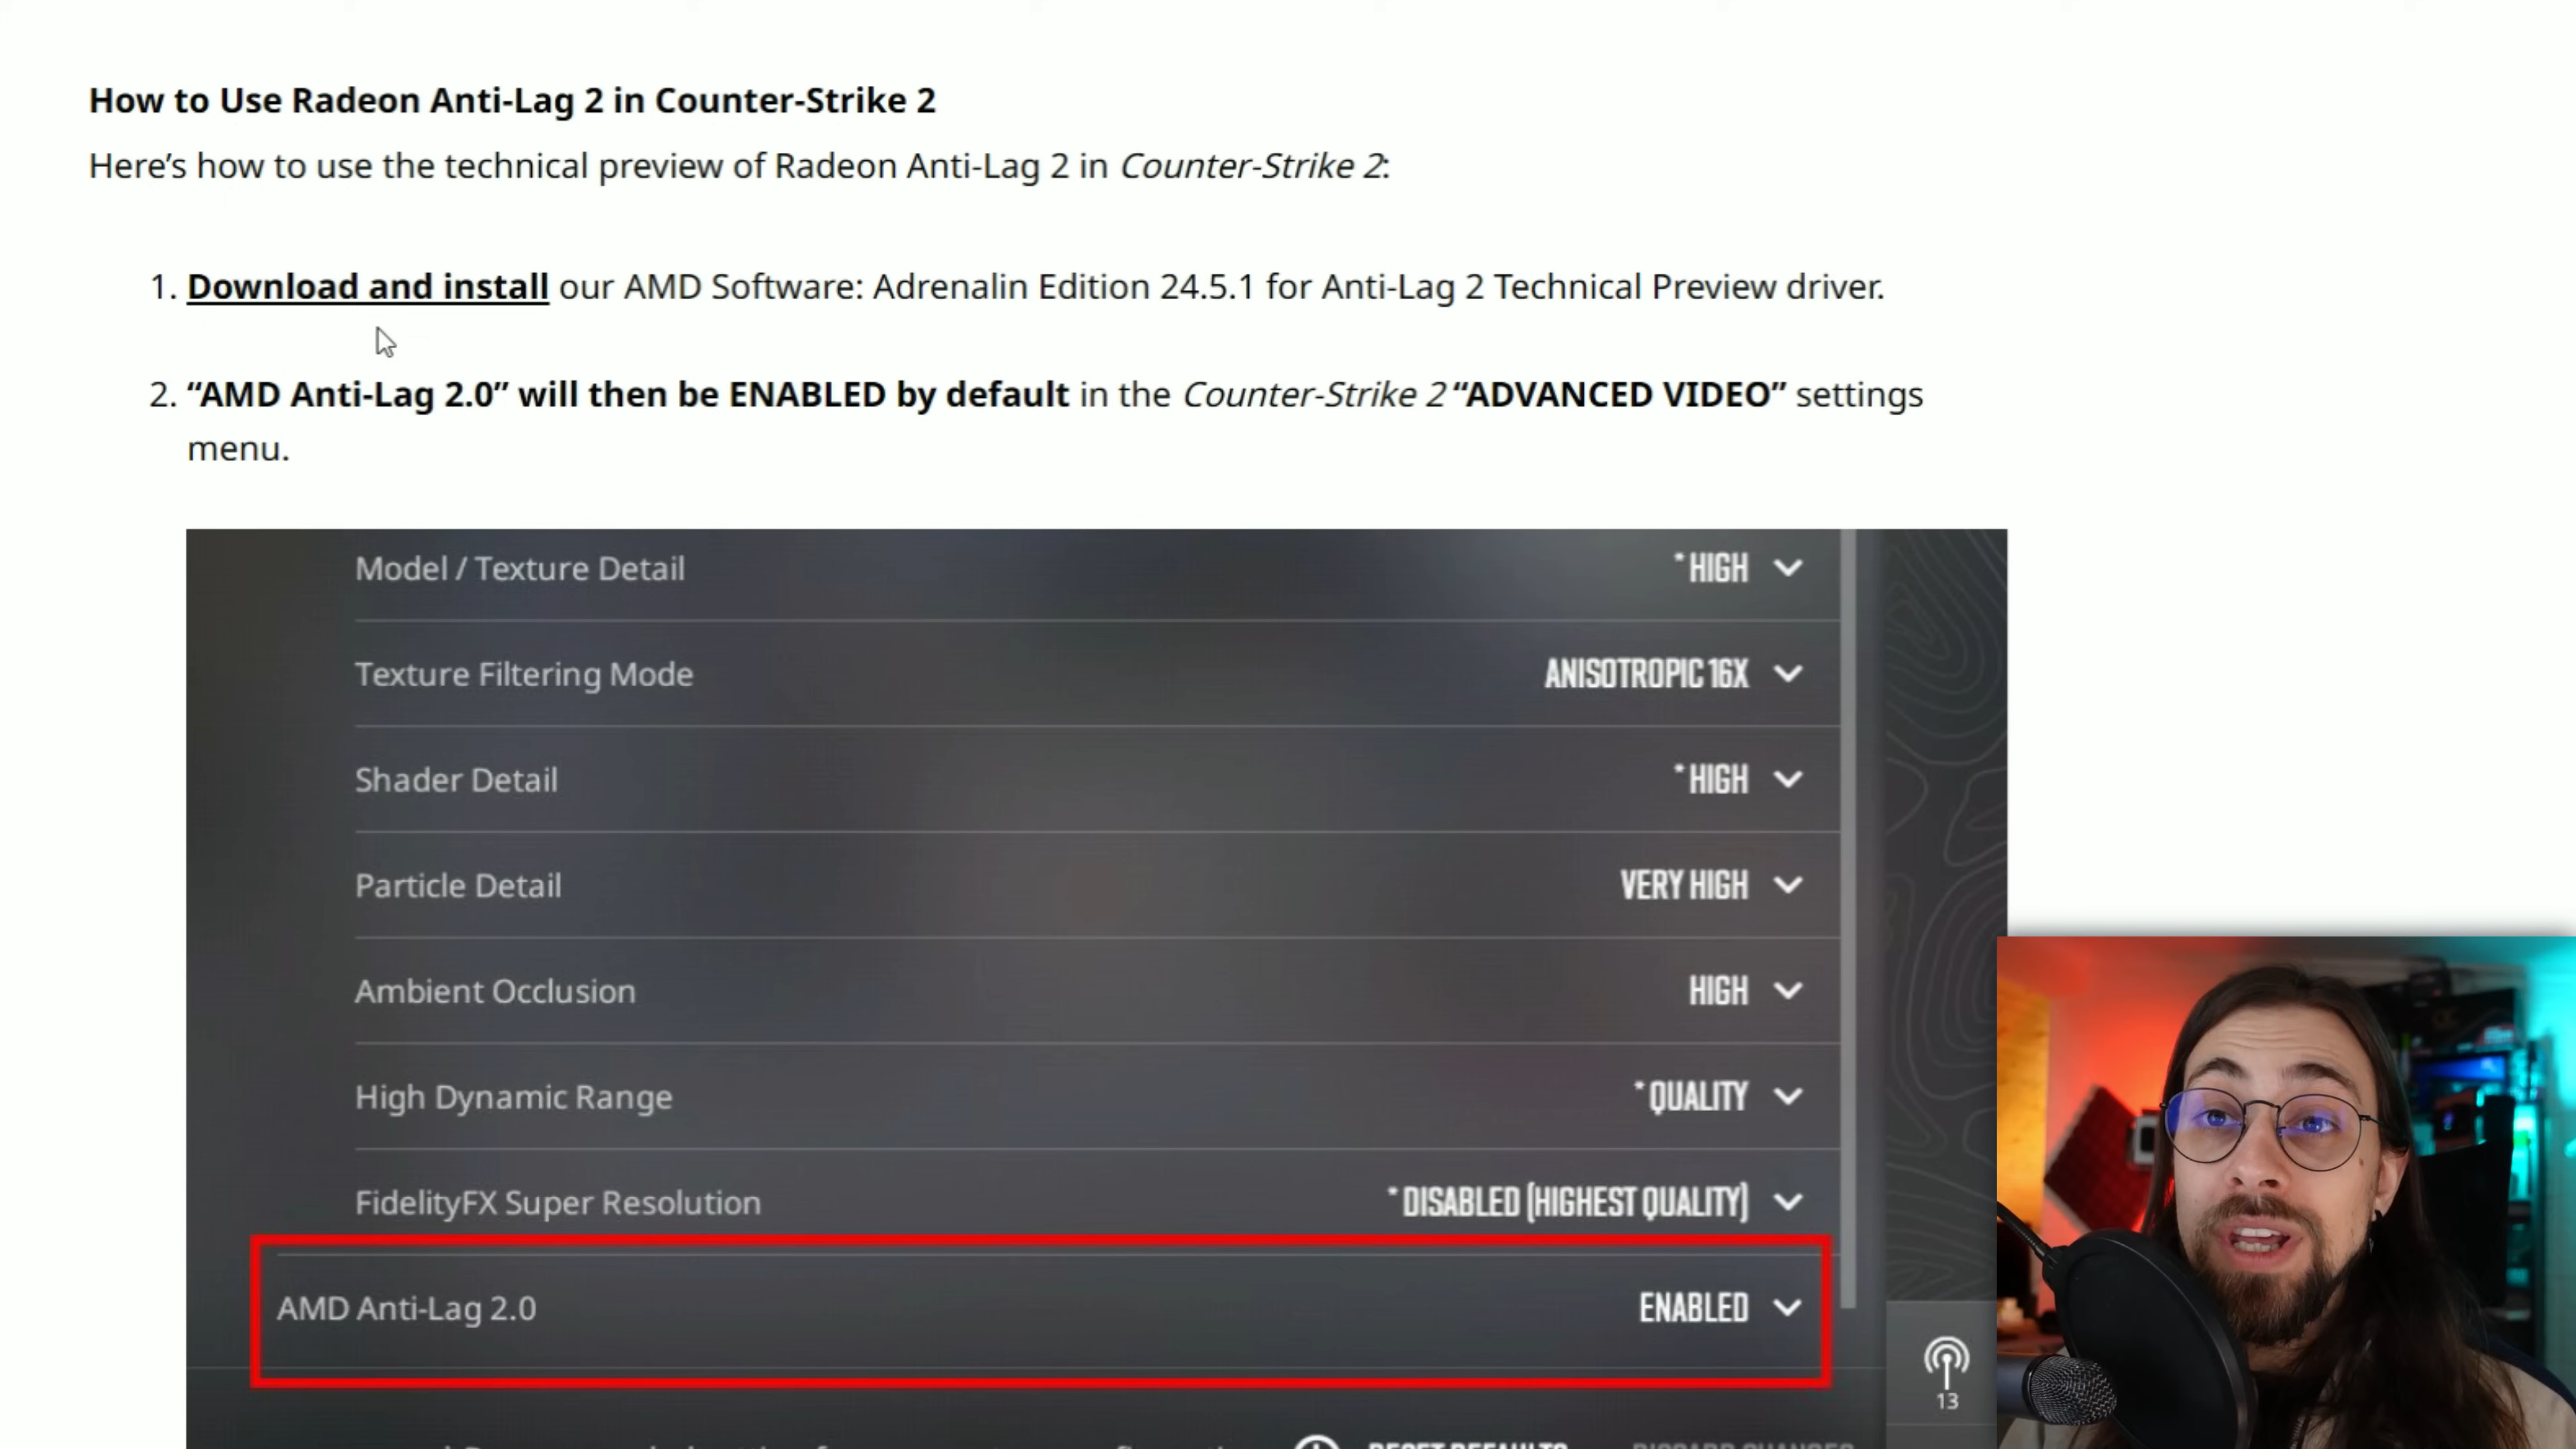 How to Use Radeon Anti-Lag 2 in Counter-Strike 2
Here’s how to use the technical preview of Radeon Anti-Lag 2 in Counter-Strike 2:
1. Download and install our AMD Software: Adrenalin Edition 24.5.1 for Anti-Lag 2 Technical Preview driver.
2. “AMD Anti-Lag 2.0” will then be ENABLED by default in the Counter-Strike 2 “ADVANCED VIDEO” settings
menu.
Model / Texture Detail * HIGH
Texture Filtering Mode ANISOTROPIC 16X
Shader Detail * HIGH
Particle Detail VERY HIGH
Ambient Occlusion HIGH
High Dynamic Range * QUALITY
FidelityFX Super Resolution * DISABLED (HIGHEST QUALITY)
AMD Anti-Lag 2.0 ENABLED
13
RESET DEFAULTS DISCARD CHANGES